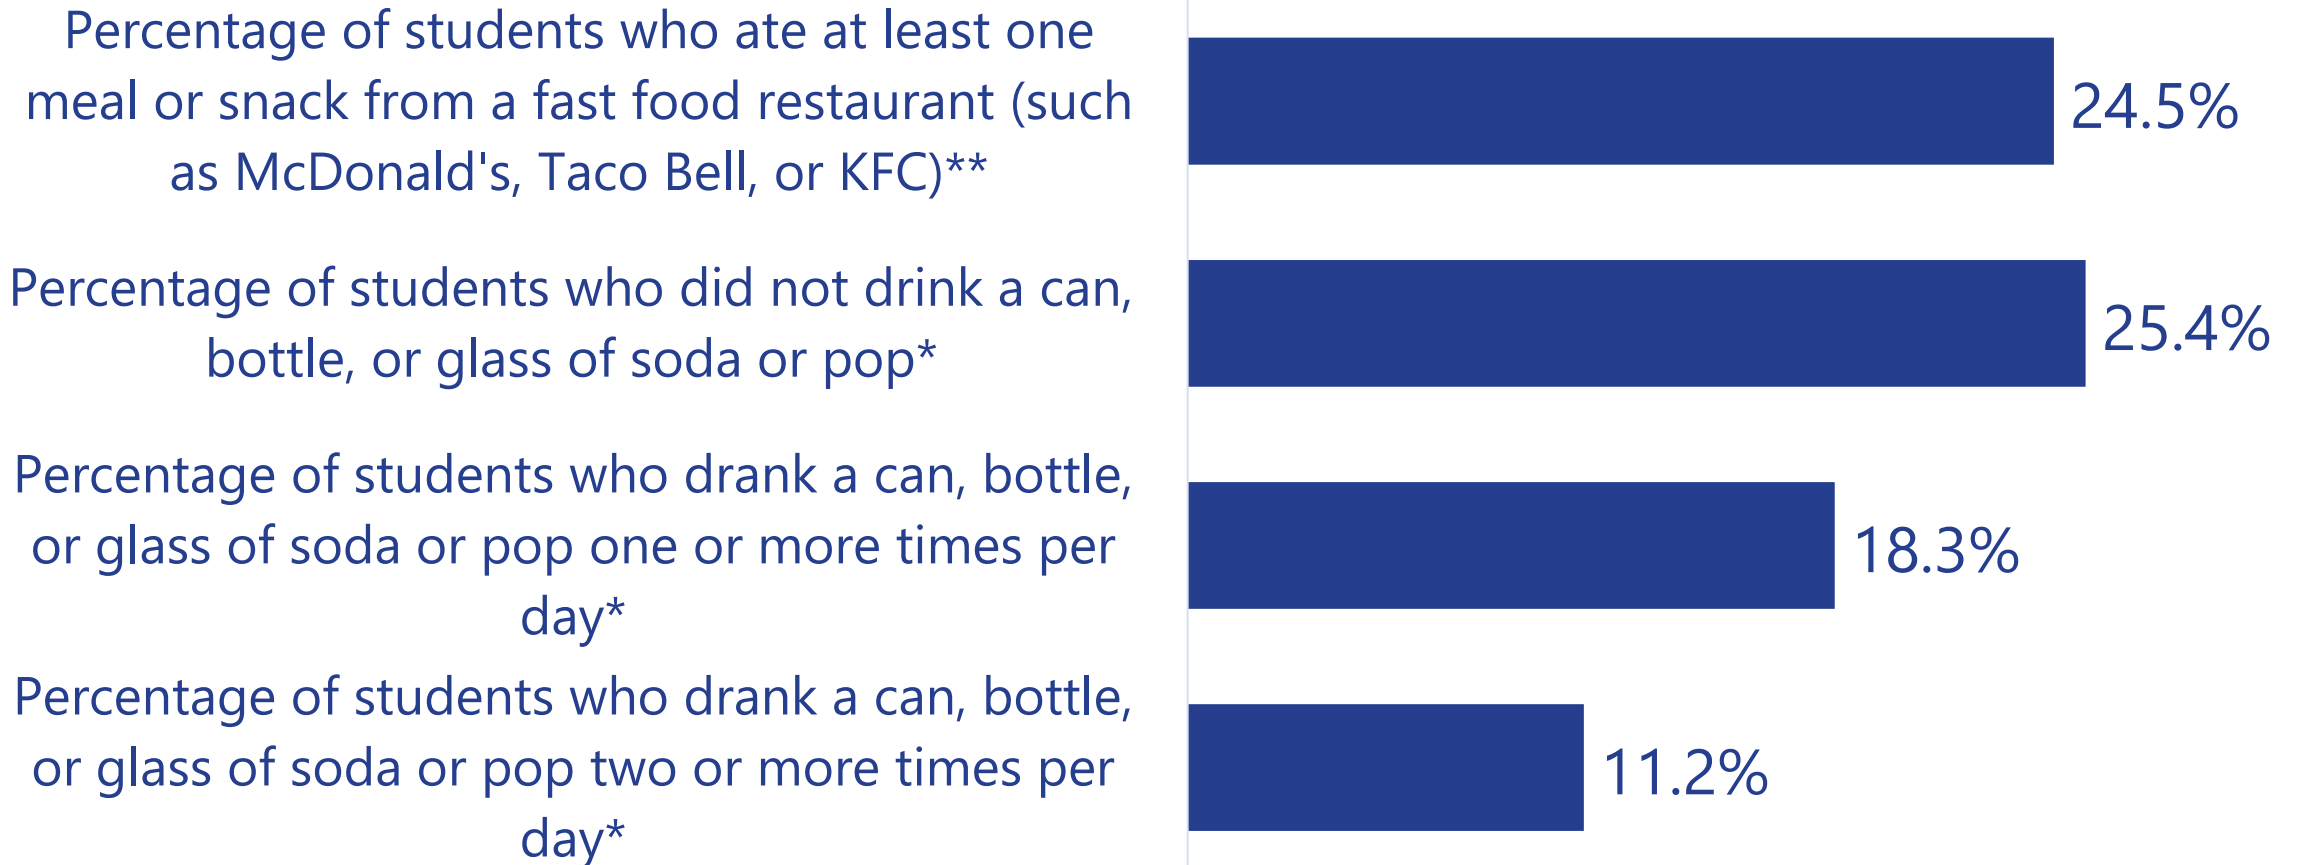 Percentage of students who ate at least one
meal or snack from a fast food restaurant (such
as McDonald's, Taco Bell, or KFC)**
24.5%
Percentage of students who did not drink a can,
bottle, or glass of soda or pop*
25.4%
Percentage of students who drank a can, bottle,
or glass of soda or pop one or more times per
day*
18.3%
Percentage of students who drank a can, bottle,
or glass of soda or pop two or more times per
day*
11.2%